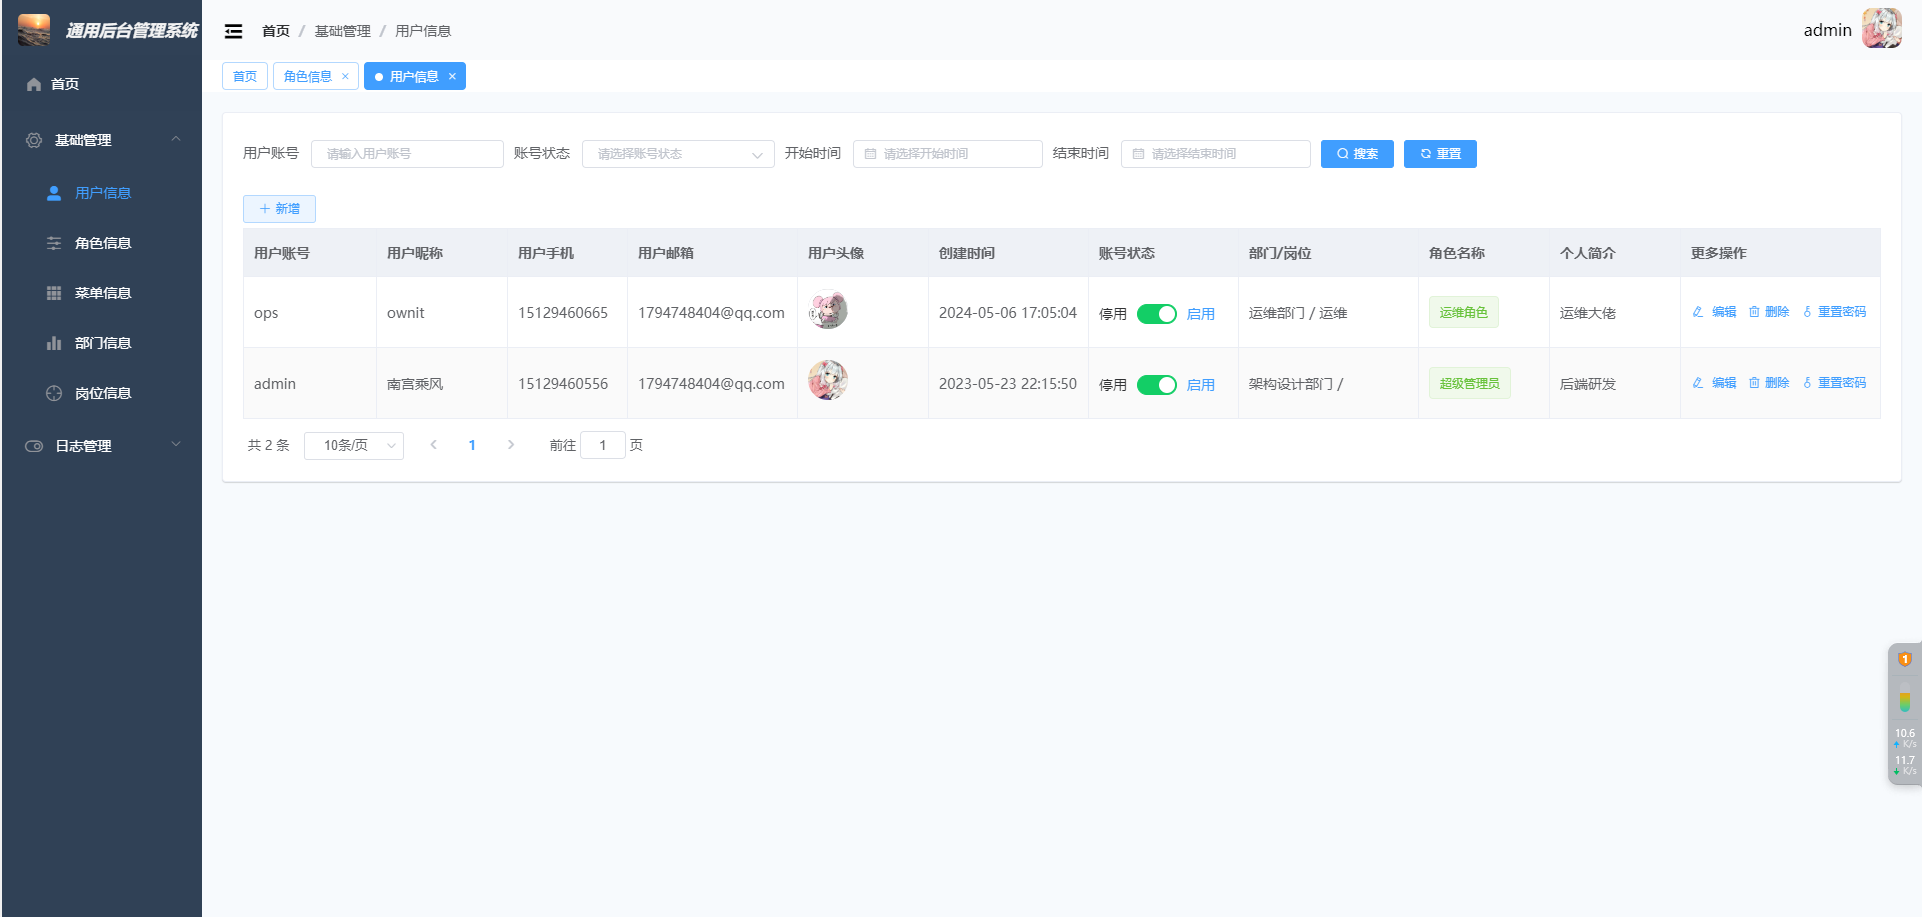 通用后台管理系统
首页 / 基础管理 / 用户信息
admin
首页
角色信息 ×
用户信息 ×
首页
基础管理
用户信息
角色信息
菜单信息
部门信息
岗位信息
日志管理
用户账号 请输入用户账号 账号状态 请选择账号状态 开始时间 请选择开始时间 结束时间 请选择结束时间 搜索 重置
+ 新增
用户账号 用户昵称 用户手机 用户邮箱 用户头像 创建时间 账号状态 部门/岗位 角色名称 个人简介 更多操作
ops ownit 15129460665 1794748404@qq.com 2024-05-06 17:05:04 停用 启用 运维部门 / 运维 运维角色 运维大佬 编辑 删除 重置密码
admin 南宫乘风 15129460556 1794748404@qq.com 2023-05-23 22:15:50 停用 启用 架构设计部门 / 超级管理员 后端研发 编辑 删除 重置密码
共 2 条 10条/页 1 前往 1 页
1
10.6
K/s
11.7
K/s